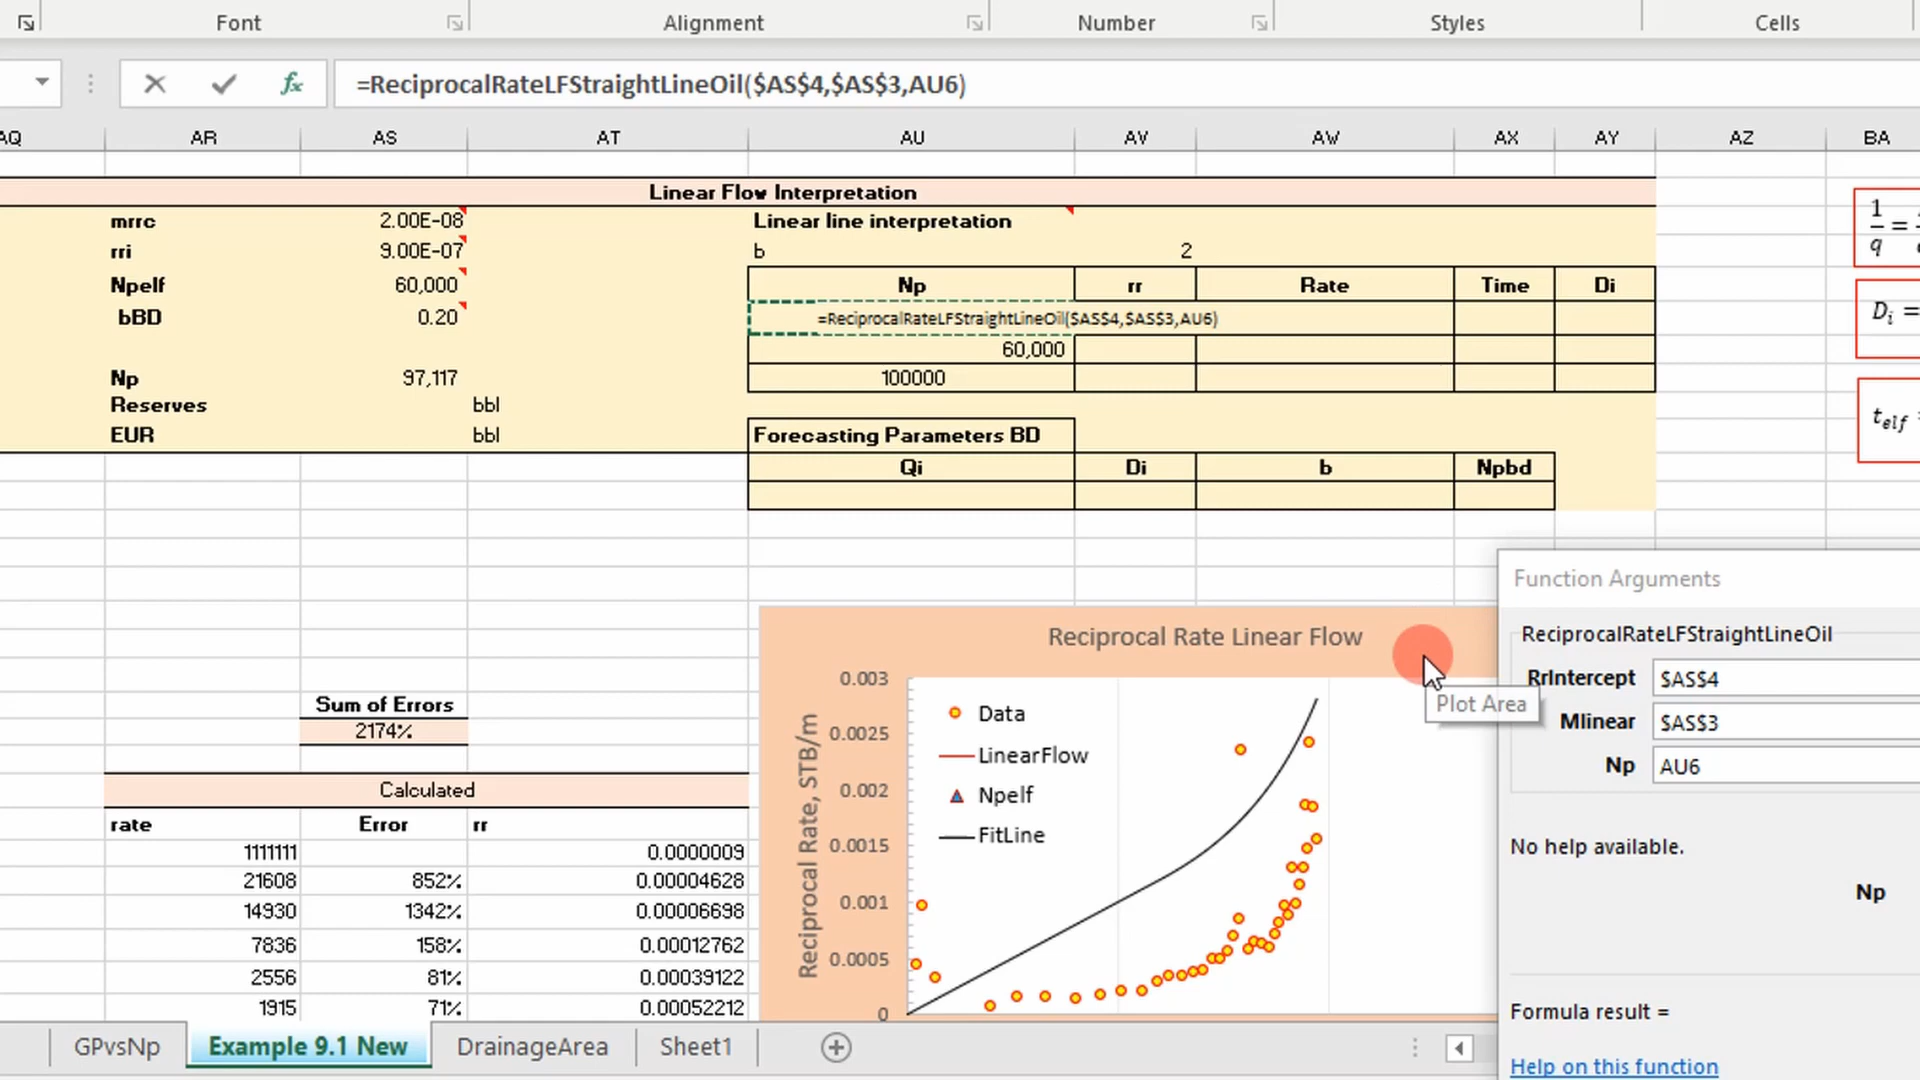 Font Alignment Number Styles Cells
fx =ReciprocalRateLFStraightLineOil($AS$4,$AS$3,AU6)
AQ AR AS AT AU AV AW AX AY AZ BA
Linear Flow Interpretation
mrrc 2.00E-08 Linear line interpretation
rri 9.00E-07 b 2
Npelf 60,000 Np rr Rate Time Di
bBD 0.20 =ReciprocalRateLFStraightLineOil($AS$4,$AS$3,AU6)
60,000
Np 97,117 100000
Reserves bbl
EUR bbl Forecasting Parameters BD
Qi Di b Npbd
1/q =
Di =
telf =
Sum of Errors
2174%
Calculated
rate Error rr
1111111 0.0000009
21608 852% 0.00004628
14930 1342% 0.00006698
7836 158% 0.00012762
2556 81% 0.00039122
1915 71% 0.00052212
Reciprocal Rate Linear Flow
Reciprocal Rate, STB/m
0.003
0.0025
0.002
0.0015
0.001
0.0005
0
Data
LinearFlow
Npelf
FitLine
Plot Area
Function Arguments
ReciprocalRateLFStraightLineOil
RrIntercept $AS$4
Mlinear $AS$3
Np AU6
No help available.
Np
Formula result =
Help on this function
GPvsNp Example 9.1 New DrainageArea Sheet1